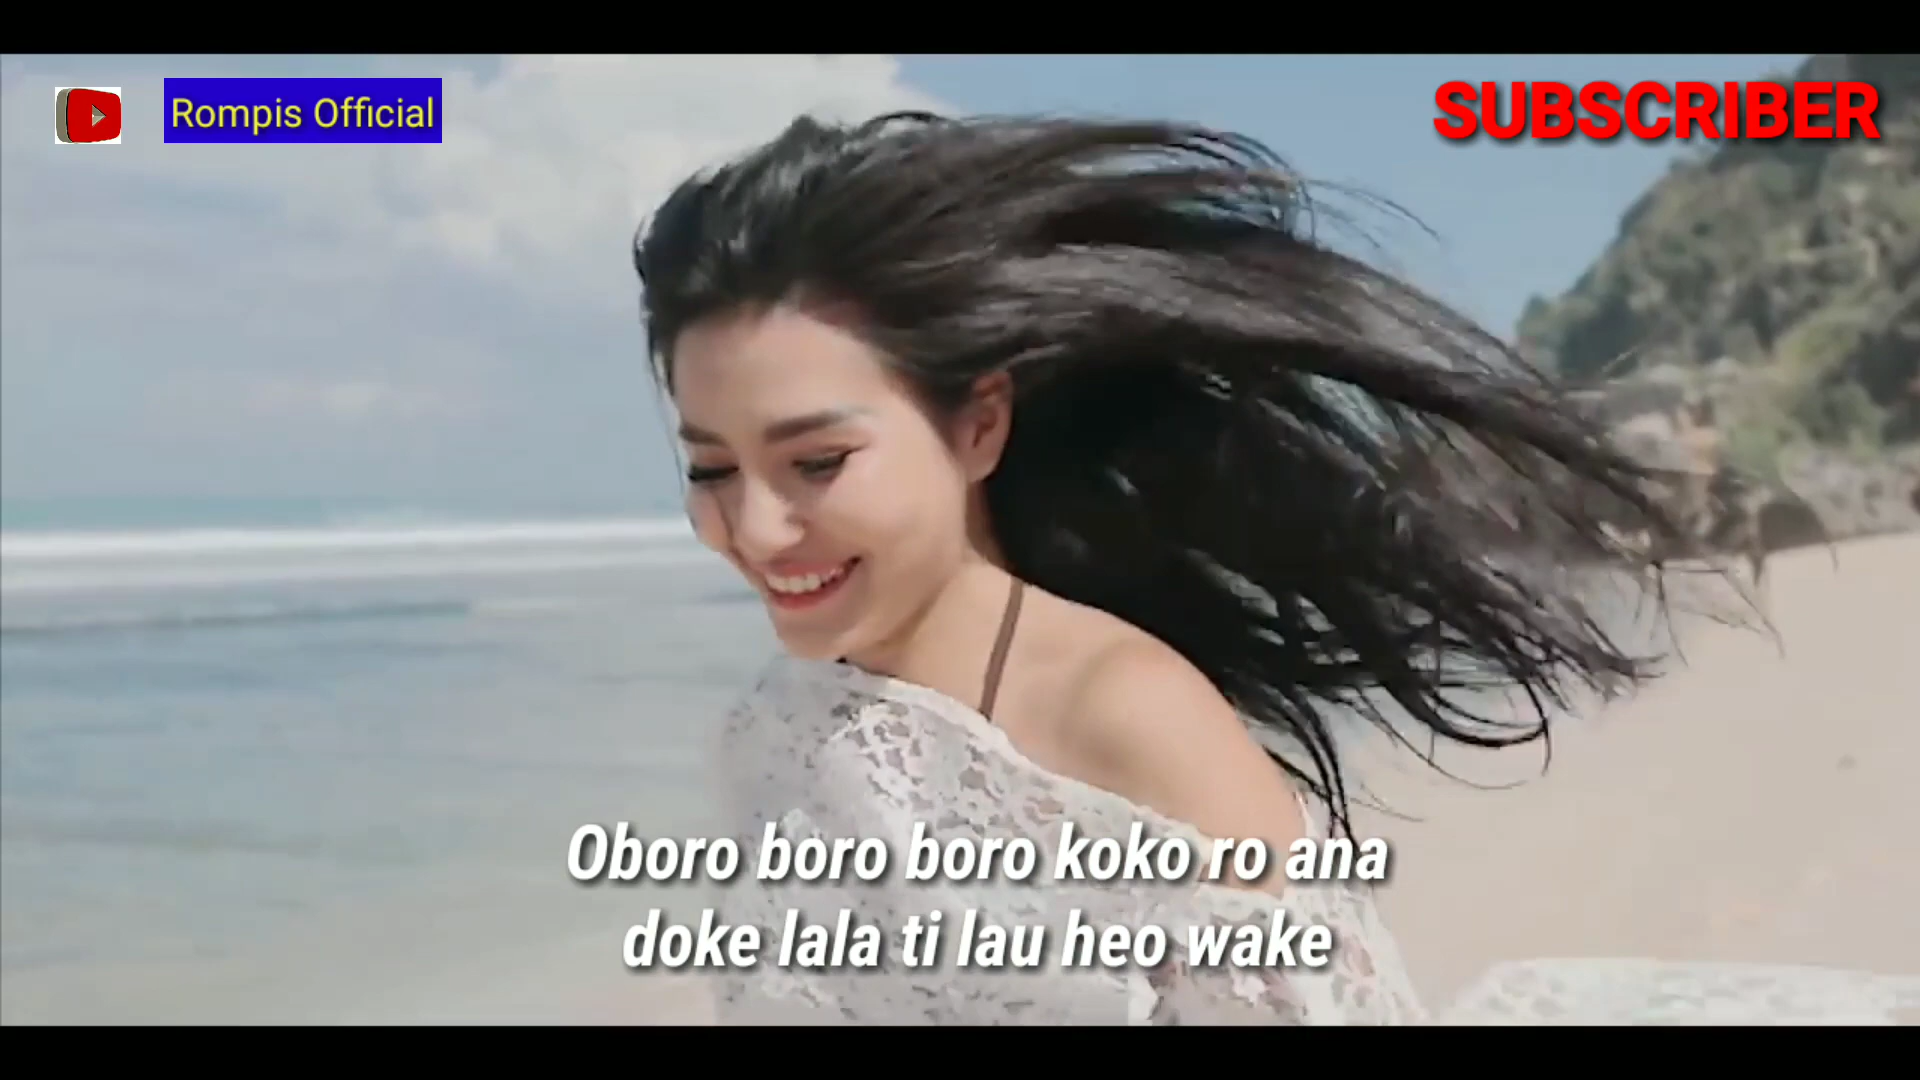 Rompis Official
SUBSCRIBER
Oboro boro boro koko ro ana
doke lala ti lau heo wake